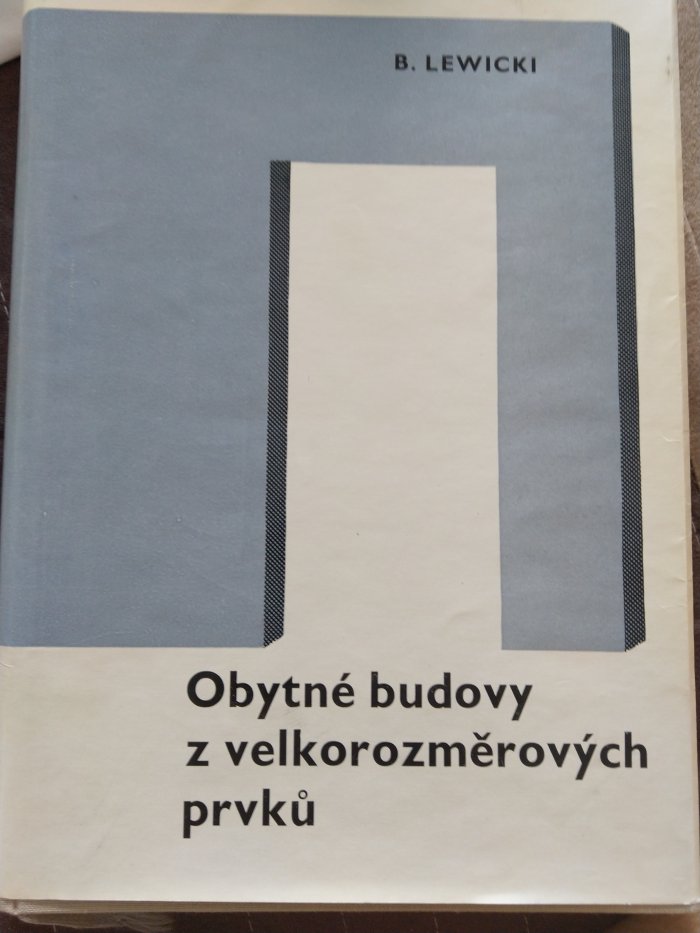 B. LEWICKI
Obytné budovy
z velkorozměrových
prvků